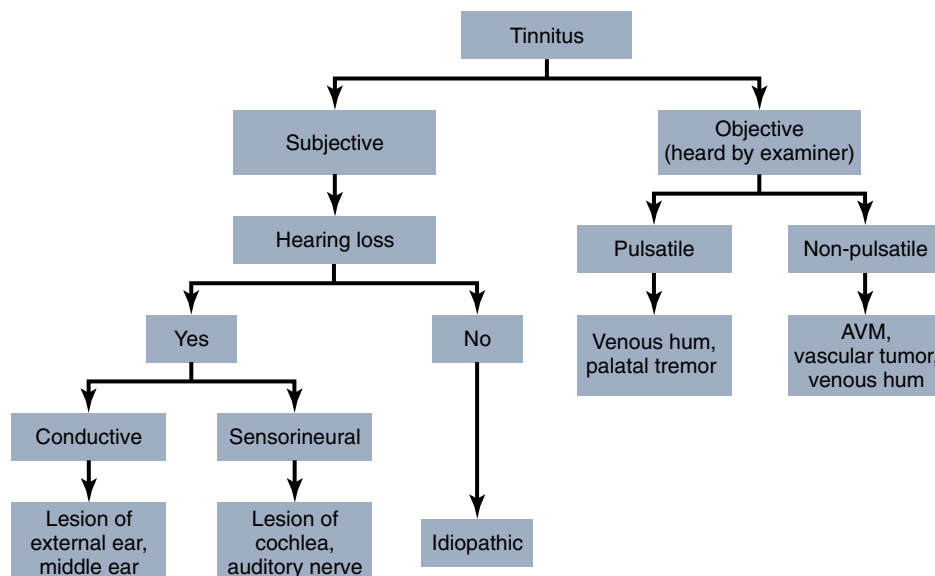 Tinnitus
Subjective
Objective
(heard by examiner)
Hearing loss
Pulsatile
Non-pulsatile
Yes
No
Venous hum,
palatal tremor
AVM,
vascular tumor,
venous hum
Conductive
Sensorineural
Lesion of
external ear,
middle ear
Lesion of
cochlea,
auditory nerve
Idiopathic